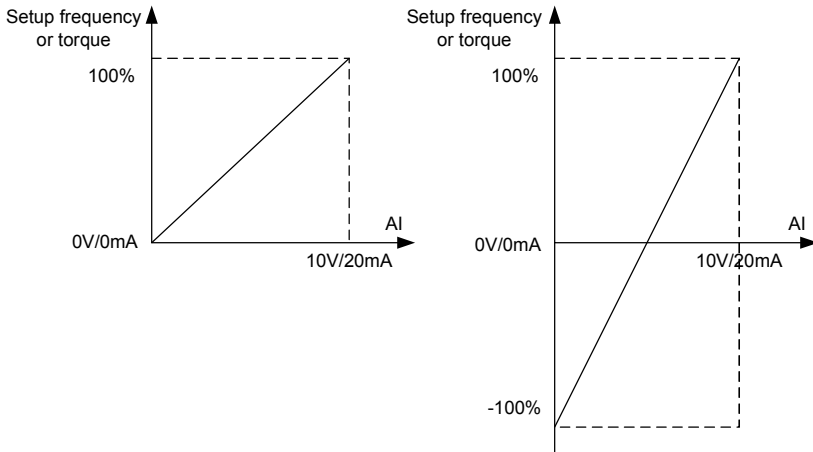 Setup frequency
or torque
100%
0V/0mA
AI
10V/20mA
Setup frequency
or torque
100%
0V/0mA
AI
10V/20mA
-100%